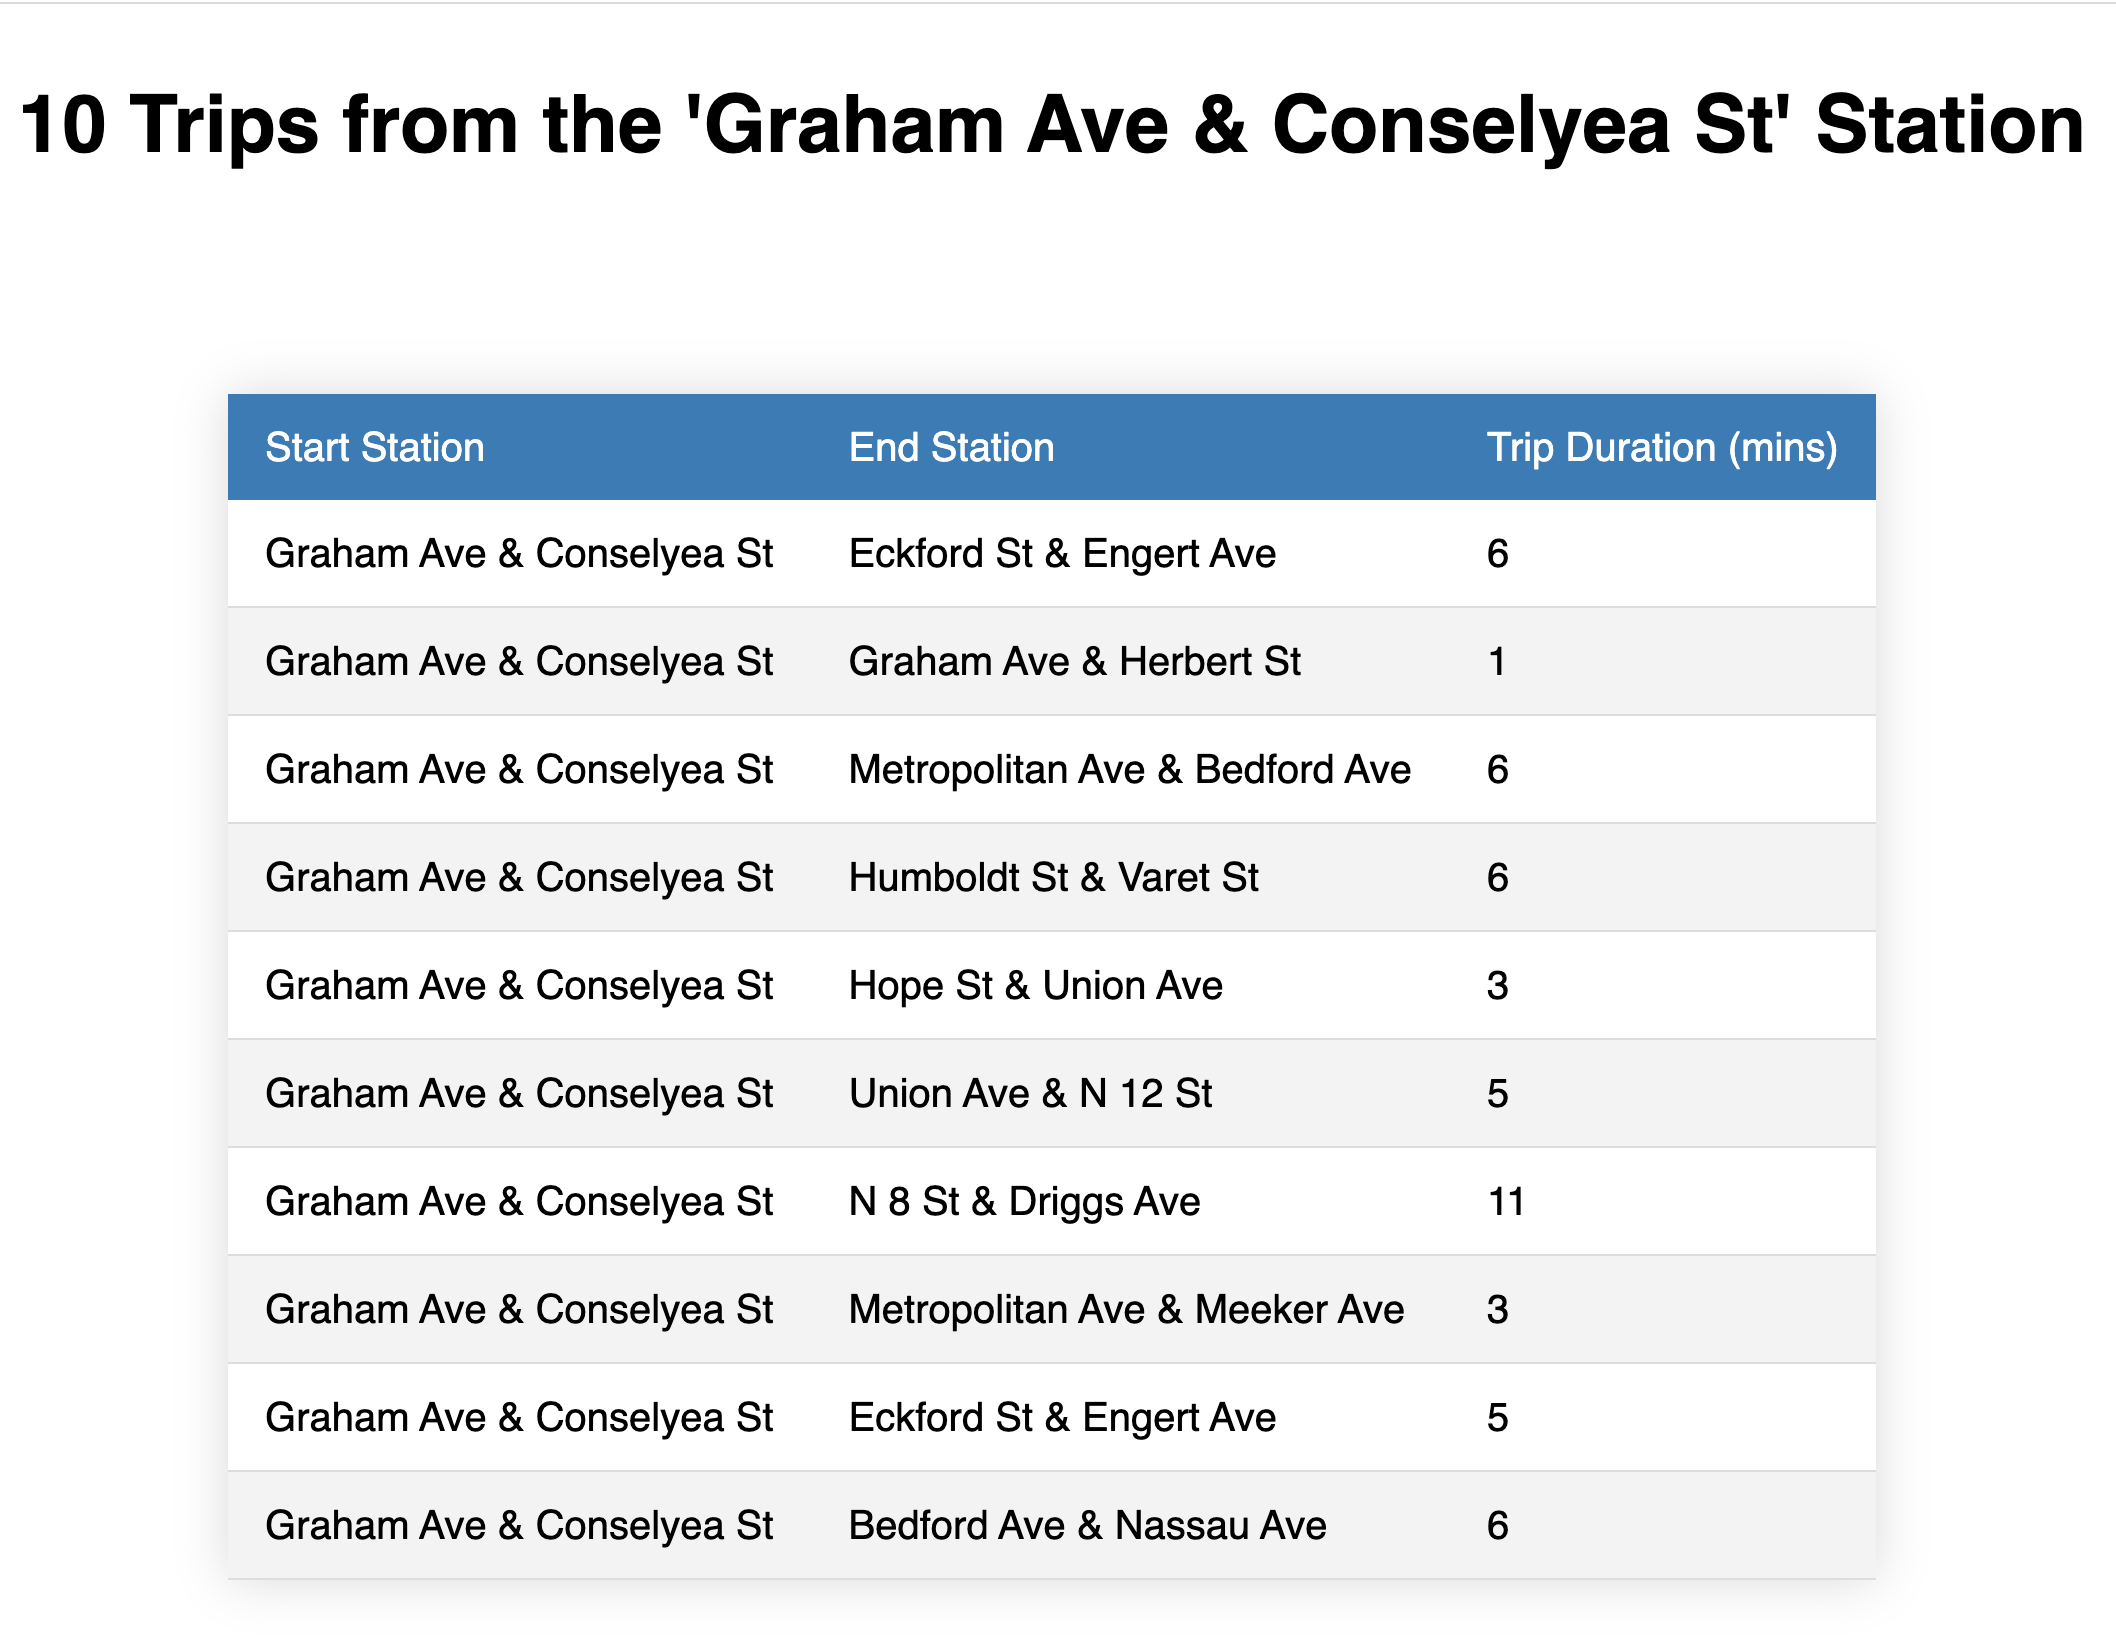 10 Trips from the 'Graham Ave & Conselyea St' Station
Start Station End Station Trip Duration (mins)
Graham Ave & Conselyea St Eckford St & Engert Ave 6
Graham Ave & Conselyea St Graham Ave & Herbert St 1
Graham Ave & Conselyea St Metropolitan Ave & Bedford Ave 6
Graham Ave & Conselyea St Humboldt St & Varet St 6
Graham Ave & Conselyea St Hope St & Union Ave 3
Graham Ave & Conselyea St Union Ave & N 12 St 5
Graham Ave & Conselyea St N 8 St & Driggs Ave 11
Graham Ave & Conselyea St Metropolitan Ave & Meeker Ave 3
Graham Ave & Conselyea St Eckford St & Engert Ave 5
Graham Ave & Conselyea St Bedford Ave & Nassau Ave 6